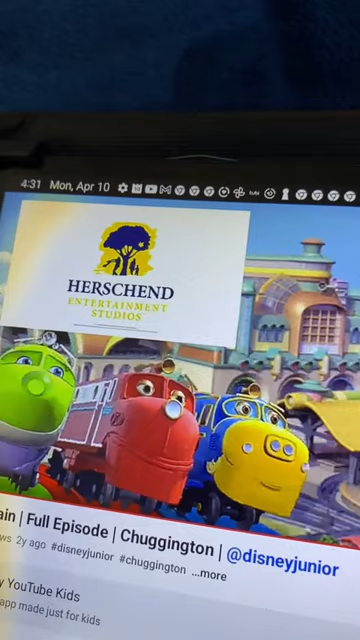 4:31 Mon, Apr 10
HERSCHEND
ENTERTAINMENT
STUDIOS
ain | Full Episode | Chuggington | @disneyjunior
ws 2y ago #disneyjunior #chuggington ...more
y YouTube Kids
app made just for kids